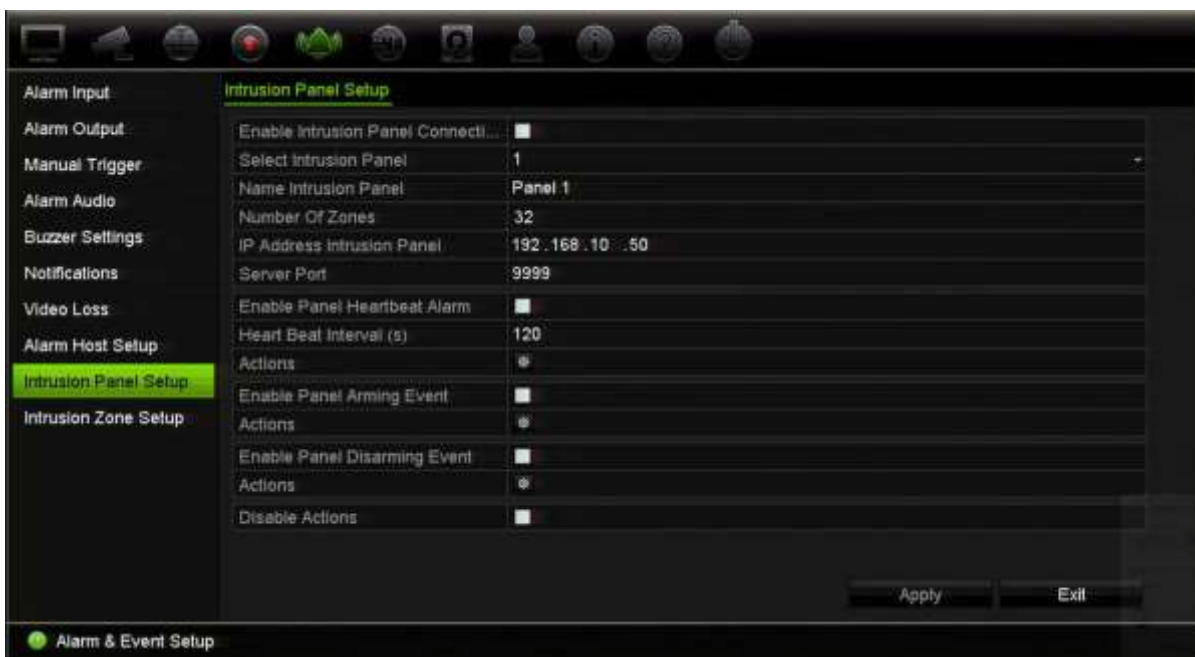 Alarm Input
Alarm Output
Manual Trigger
Alarm Audio
Buzzer Settings
Notifications
Video Loss
Alarm Host Setup
Intrusion Panel Setup
Intrusion Zone Setup
Intrusion Panel Setup
Enable Intrusion Panel Connecti...
Select Intrusion Panel 1
Name Intrusion Panel Panel 1
Number Of Zones 32
IP Address Intrusion Panel 192 . 168 . 10 . 50
Server Port 9999
Enable Panel Heartbeat Alarm
Heart Beat Interval (s) 120
Actions
Enable Panel Arming Event
Actions
Enable Panel Disarming Event
Actions
Disable Actions
Apply Exit
Alarm & Event Setup